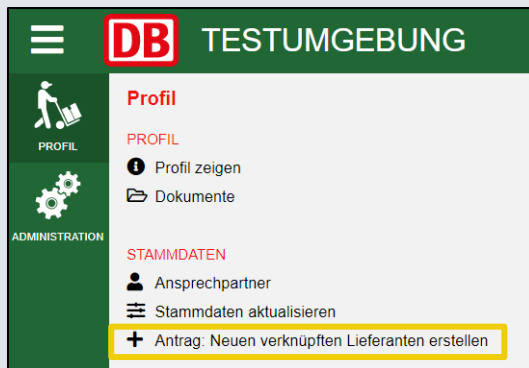 DB TESTUMGEBUNG
PROFIL
ADMINISTRATION
Profil
PROFIL
Profil zeigen
Dokumente
STAMMDATEN
Ansprechpartner
Stammdaten aktualisieren
Antrag: Neuen verknüpften Lieferanten erstellen